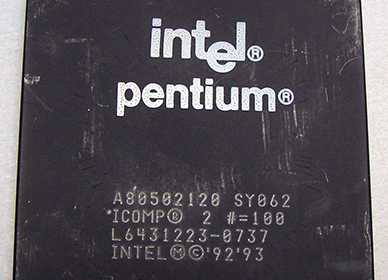 intel®
pentium®
A80502120 SY062
ICOMP® 2 #=100
L6431223-0737
INTEL Ⓜ © '92'93